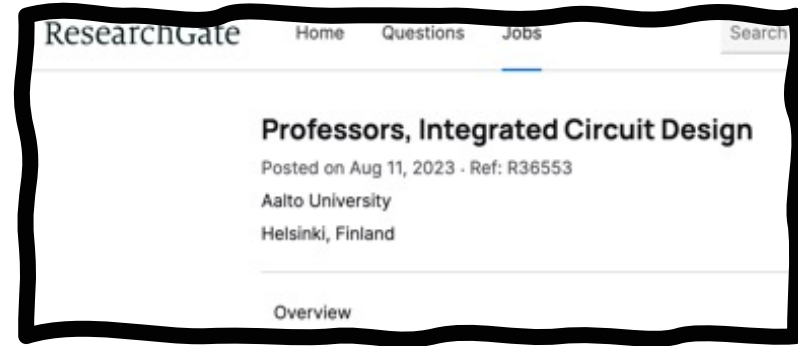 ResearchGate Home Questions Jobs Search
Professors, Integrated Circuit Design
Posted on Aug 11, 2023 · Ref: R36553
Aalto University
Helsinki, Finland
Overview